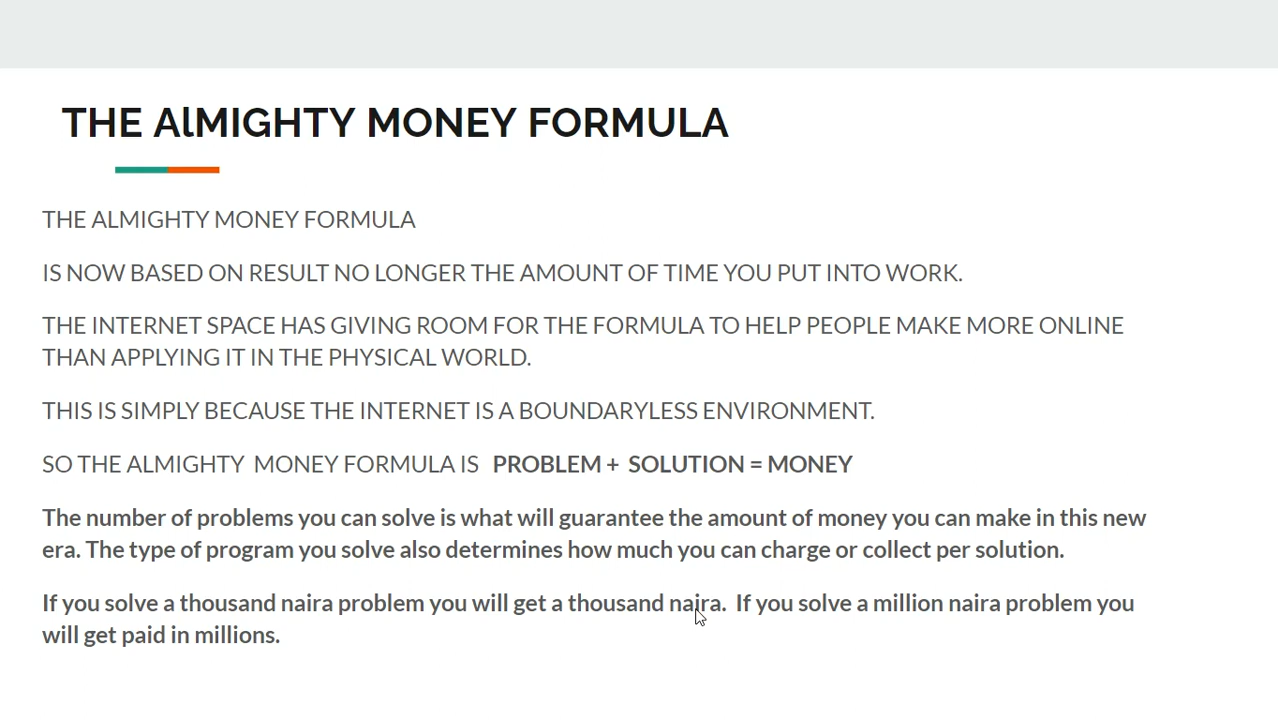 THE AlMIGHTY MONEY FORMULA
THE ALMIGHTY MONEY FORMULA
IS NOW BASED ON RESULT NO LONGER THE AMOUNT OF TIME YOU PUT INTO WORK.
THE INTERNET SPACE HAS GIVING ROOM FOR THE FORMULA TO HELP PEOPLE MAKE MORE ONLINE
THAN APPLYING IT IN THE PHYSICAL WORLD.
THIS IS SIMPLY BECAUSE THE INTERNET IS A BOUNDARYLESS ENVIRONMENT.
SO THE ALMIGHTY  MONEY FORMULA IS  PROBLEM +  SOLUTION = MONEY
The number of problems you can solve is what will guarantee the amount of money you can make in this new
era. The type of program you solve also determines how much you can charge or collect per solution.
If you solve a thousand naira problem you will get a thousand naira.  If you solve a million naira problem you
will get paid in millions.